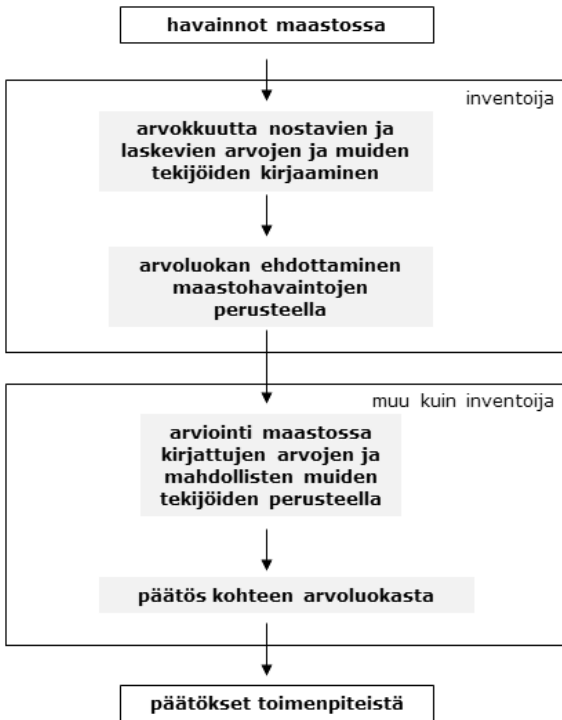 havainnot maastossa
inventoija
arvokkuutta nostavien ja
laskevien arvojen ja muiden
tekijöiden kirjaaminen
arvoluokan ehdottaminen
maastohavaintojen
perusteella
muu kuin inventoija
arviointi maastossa
kirjattujen arvojen ja
mahdollisten muiden
tekijöiden perusteella
päätös kohteen arvoluokasta
päätökset toimenpiteistä